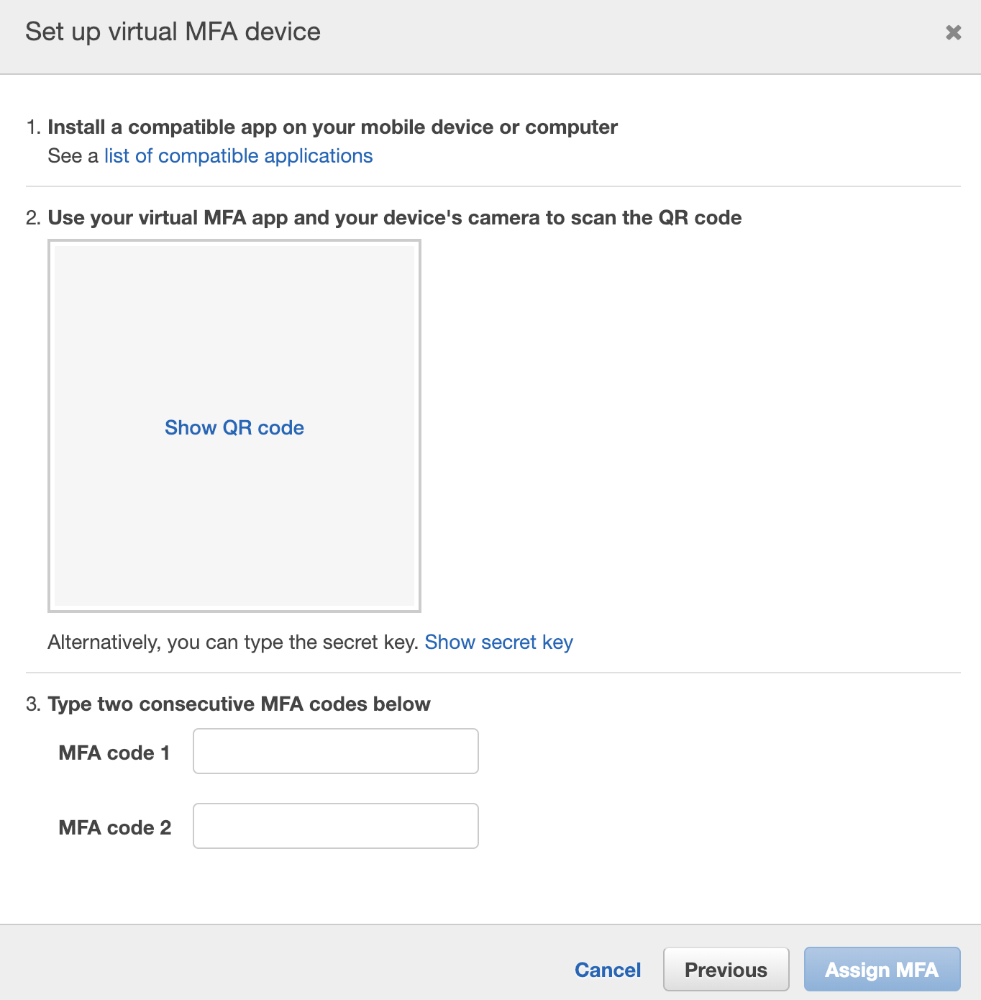 Set up virtual MFA device
1. Install a compatible app on your mobile device or computer
See a list of compatible applications
2. Use your virtual MFA app and your device's camera to scan the QR code
Show QR code
Alternatively, you can type the secret key. Show secret key
3. Type two consecutive MFA codes below
MFA code 1
MFA code 2
Cancel Previous Assign MFA